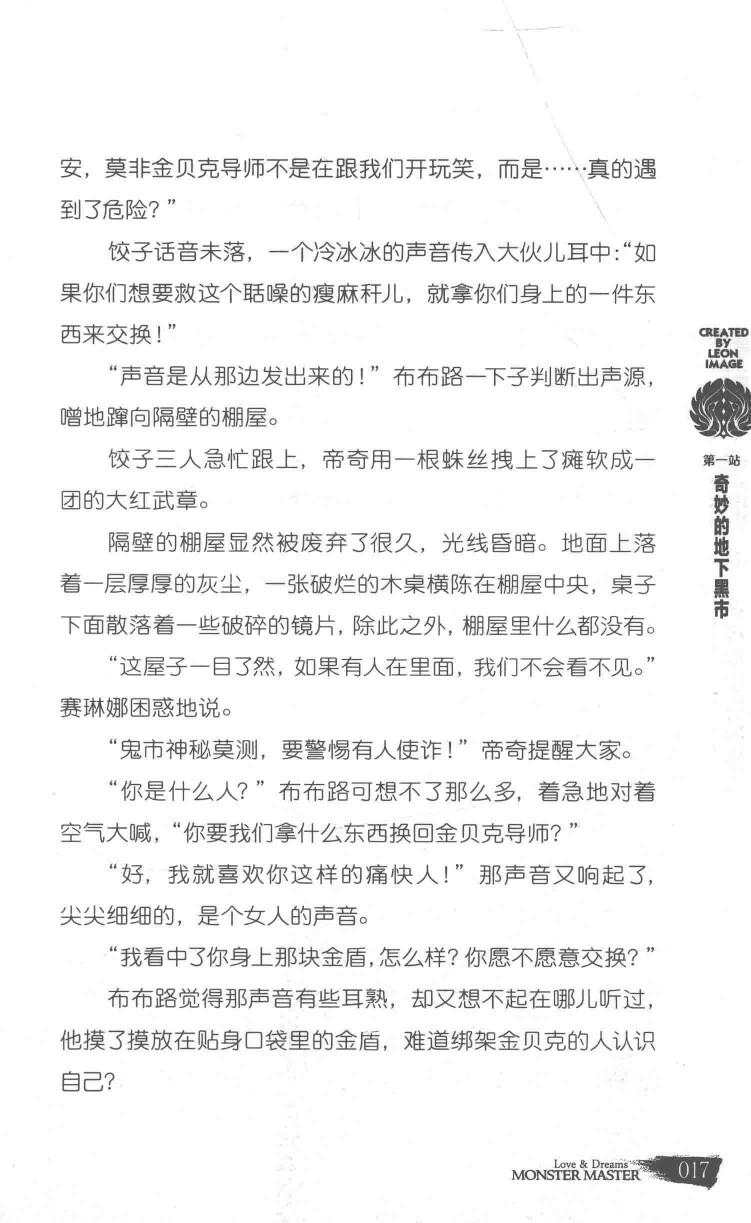 安，莫非金贝克导师不是在跟我们开玩笑，而是……真的遇
到了危险？”
饺子话音未落，一个冷冰冰的声音传入大伙儿耳中：“如
果你们想要救这个聒噪的瘦麻秆儿，就拿你们身上的一件东
西来交换！”
“声音是从那边发出来的！”布布路一下子判断出声源，
噌地蹿向隔壁的棚屋。
饺子三人急忙跟上，帝奇用一根蛛丝拽上了瘫软成一
团的大红武章。
隔壁的棚屋显然被废弃了很久，光线昏暗。地面上落
着一层厚厚的灰尘，一张破烂的木桌横陈在棚屋中央，桌子
下面散落着一些破碎的镜片，除此之外，棚屋里什么都没有。
“这屋子一目了然，如果有人在里面，我们不会看不见。”
赛琳娜困惑地说。
“鬼市神秘莫测，要警惕有人使诈！”帝奇提醒大家。
“你是什么人？”布布路可想不了那么多，着急地对着
空气大喊，“你要我们拿什么东西换回金贝克导师？”
“好，我就喜欢你这样的痛快人！”那声音又响起了，
尖尖细细的，是个女人的声音。
“我看中了你身上那块金盾，怎么样？你愿不愿意交换？”
布布路觉得那声音有些耳熟，却又想不起在哪儿听过，
他摸了摸放在贴身口袋里的金盾，难道绑架金贝克的人认识
自己？
CREATED
BY
LEON
IMAGE
第一站
奇妙的地下黑市
Love & Dreams
MONSTER MASTER
017